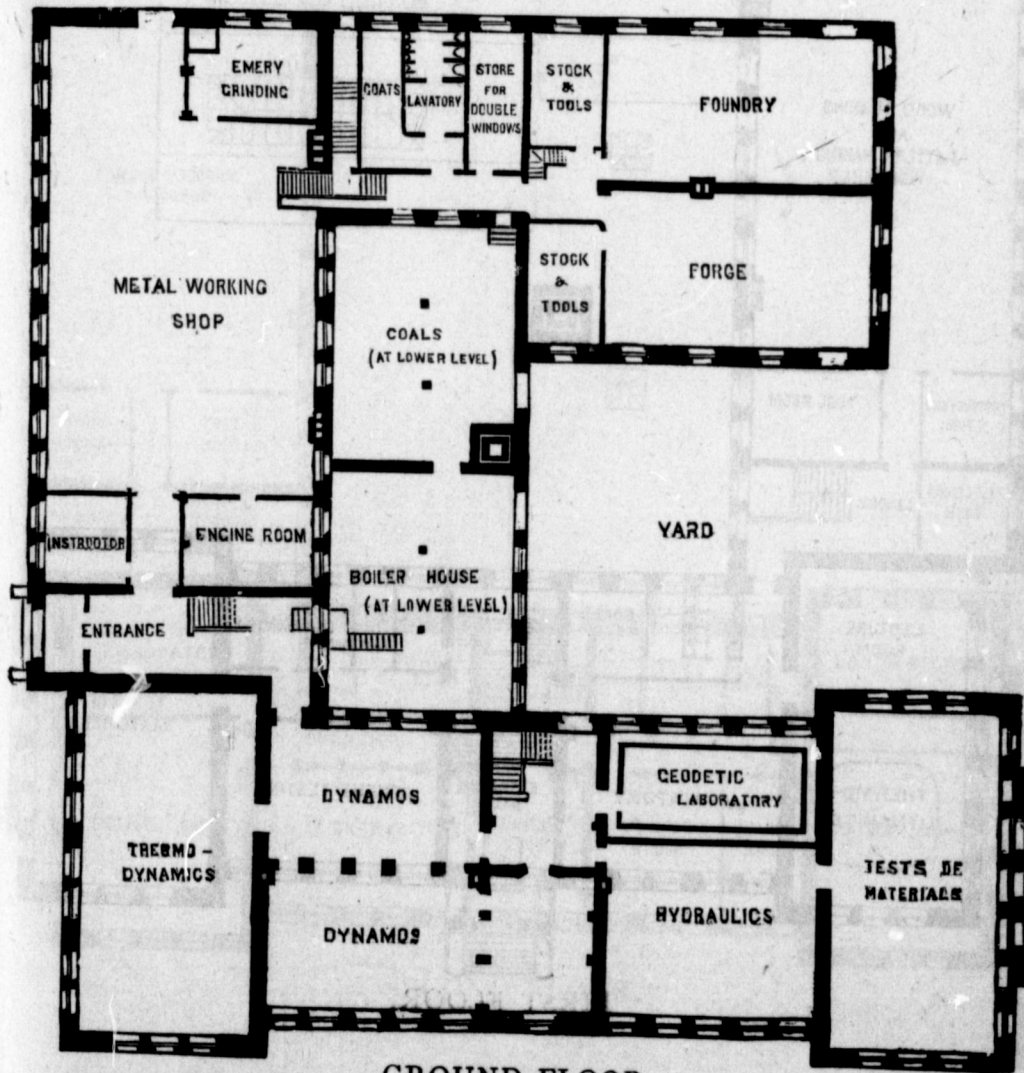 EMERY
GRINDING
COATS
LAVATORY
STORE
FOR
DOUBLE
WINDOWS
STOCK
&
TOOLS
FOUNDRY
METAL WORKING
SHOP
COALS
(AT LOWER LEVEL)
STOCK
&
TOOLS
FORGE
INSTRUCTOR
ENGINE ROOM
BOILER HOUSE
(AT LOWER LEVEL)
YARD
ENTRANCE
DYNAMOS
GEODETIC
LABORATORY
TREBMO-
DYNAMICS
DYNAMOS
HYDRAULICS
TESTS DE
MATERIALS
GROUND FLOOR